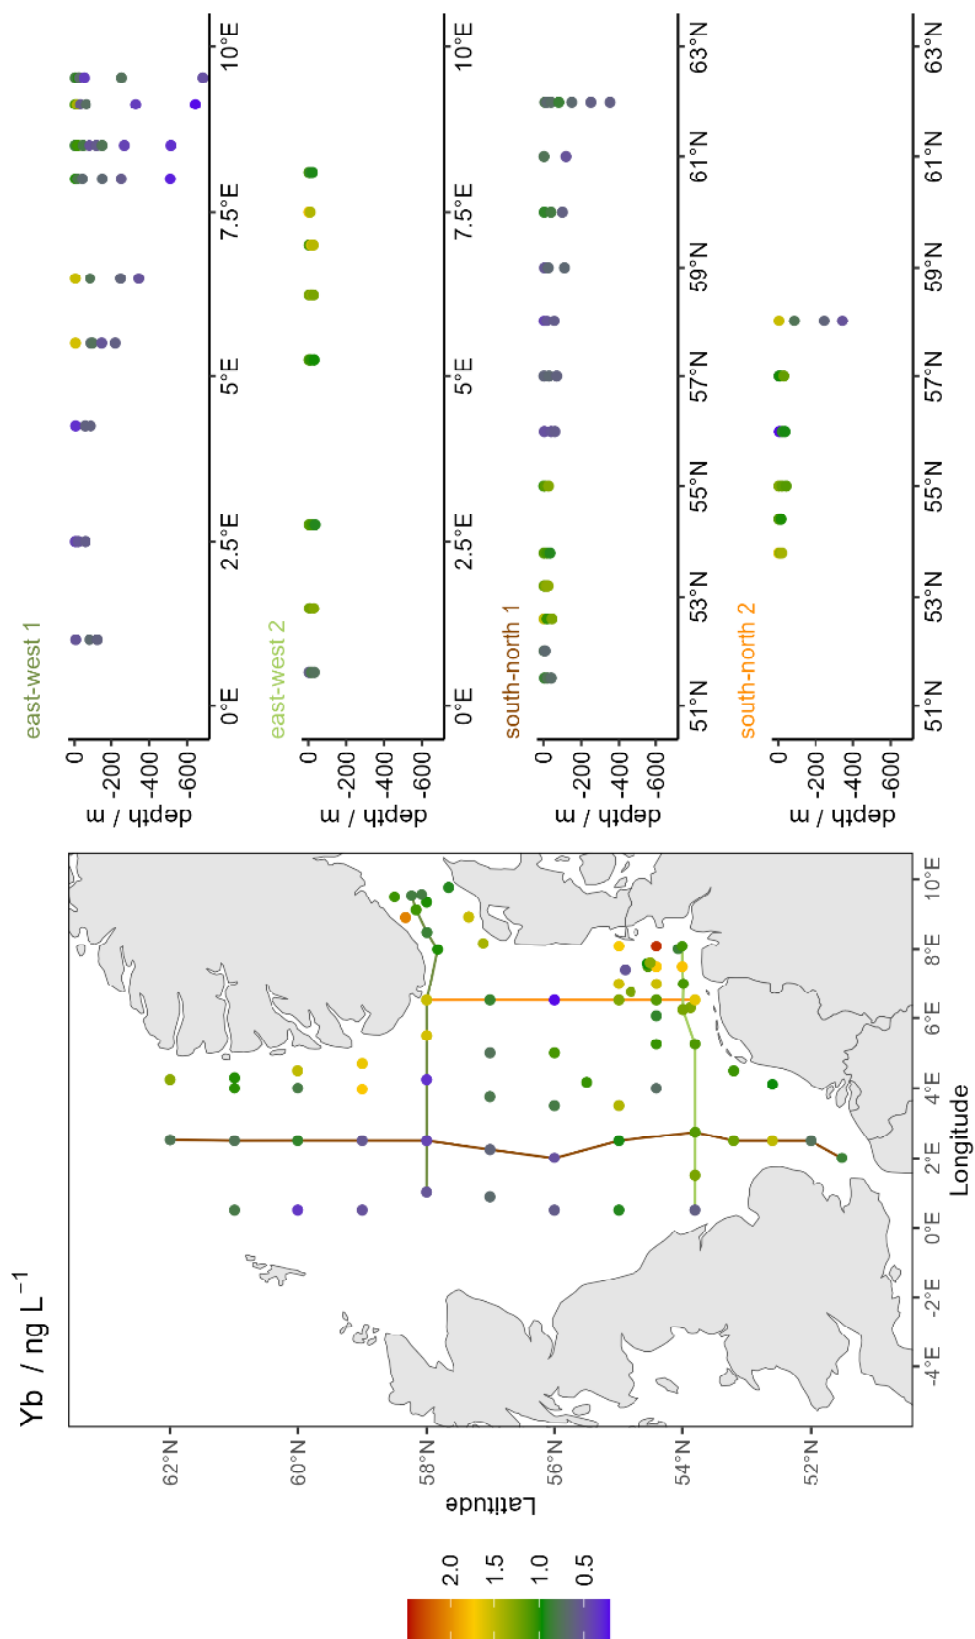 Yb / ng L⁻¹
2.0
1.5
1.0
0.5
Latitude
62°N
60°N
58°N
56°N
54°N
52°N
-4°E
-2°E
0°E
2°E
4°E
6°E
8°E
10°E
Longitude
east-west 1
depth / m
0
-200
-400
-600
0°E
2.5°E
5°E
7.5°E
10°E
east-west 2
depth / m
0
-200
-400
-600
0°E
2.5°E
5°E
7.5°E
10°E
south-north 1
depth / m
0
-200
-400
-600
51°N
53°N
55°N
57°N
59°N
61°N
63°N
south-north 2
depth / m
0
-200
-400
-600
51°N
53°N
55°N
57°N
59°N
61°N
63°N